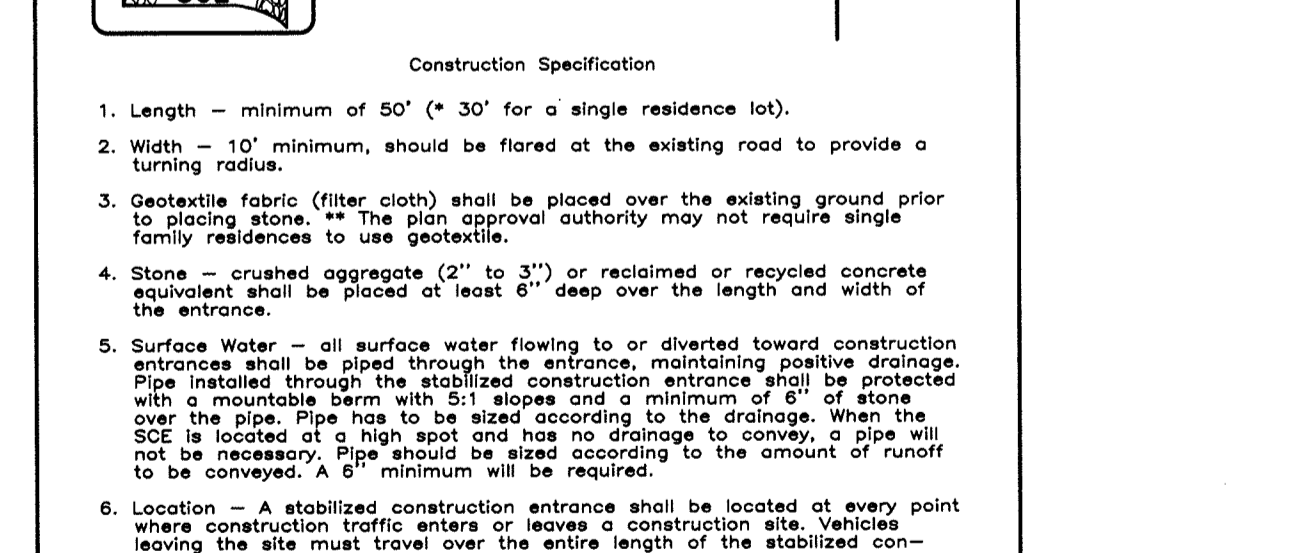 Construction Specification
1. Length – minimum of 50' (* 30' for a single residence lot).
2. Width – 10' minimum, should be flared at the existing road to provide a
turning radius.
3. Geotextile fabric (filter cloth) shall be placed over the existing ground prior
to placing stone. ** The plan approval authority may not require single
family residences to use geotextile.
4. Stone – crushed aggregate (2'' to 3'') or reclaimed or recycled concrete
equivalent shall be placed at least 6'' deep over the length and width of
the entrance.
5. Surface Water – all surface water flowing to or diverted toward construction
entrances shall be piped through the entrance, maintaining positive drainage.
Pipe installed through the stabilized construction entrance shall be protected
with a mountable berm with 5:1 slopes and a minimum of 6'' of stone
over the pipe. Pipe has to be sized according to the drainage. When the
SCE is located at a high spot and has no drainage to convey, a pipe will
not be necessary. Pipe should be sized according to the amount of runoff
to be conveyed. A 6'' minimum will be required.
6. Location – A stabilized construction entrance shall be located at every point
where construction traffic enters or leaves a construction site. Vehicles
leaving the site must travel over the entire length of the stabilized con–